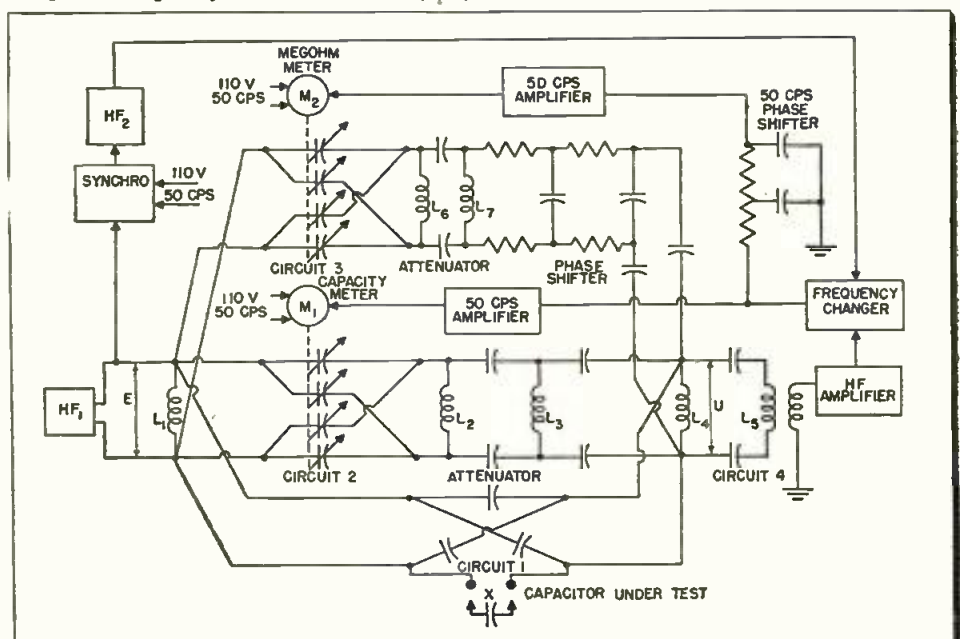 MEGOHM
METER
110 V
50 CPS
M2
5D CPS
AMPLIFIER
50 CPS
PHASE
SHIFTER
HF2
SYNCHRO
110 V
50 CPS
L6
L7
CIRCUIT 3
ATTENUATOR
PHASE
SHIFTER
CAPACITY
METER
110 V
50 CPS
M1
50 CPS
AMPLIFIER
FREQUENCY
CHANGER
HF1
E
L1
L2
L3
L4
U
L5
HF
AMPLIFIER
CIRCUIT 2
ATTENUATOR
CIRCUIT 4
CIRCUIT 1
X
CAPACITOR UNDER TEST